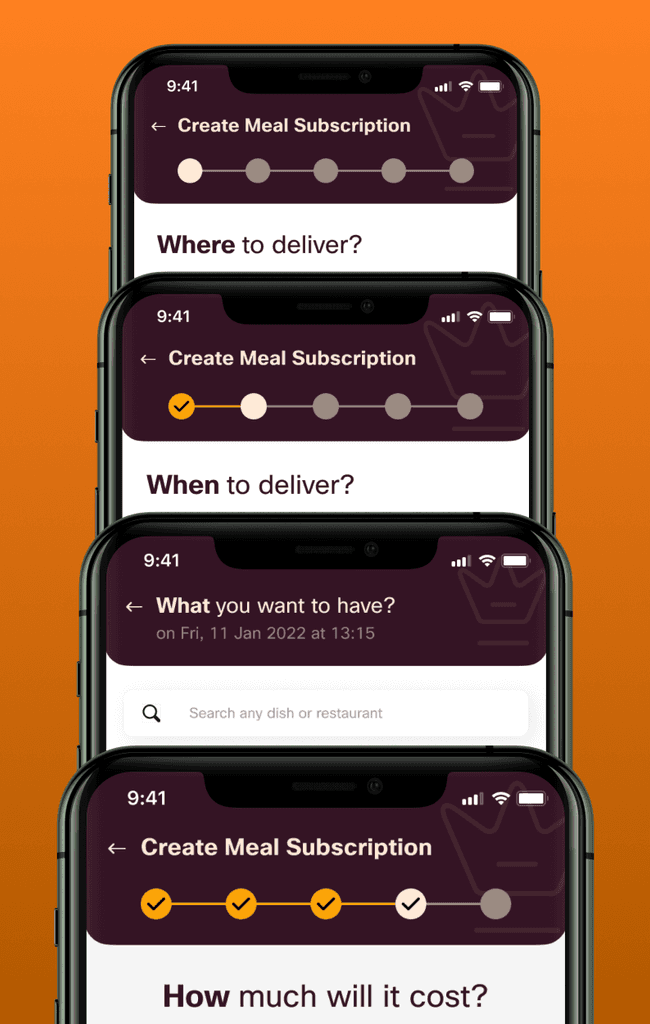 9:41
← Create Meal Subscription
Where to deliver?
9:41
← Create Meal Subscription
When to deliver?
9:41
← What you want to have?
on Fri, 11 Jan 2022 at 13:15
Search any dish or restaurant
9:41
← Create Meal Subscription
How much will it cost?